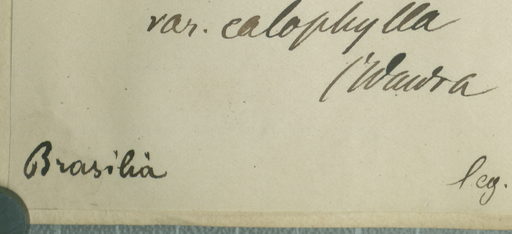 var. calophylla
(Wawra
Brasilia
leg.